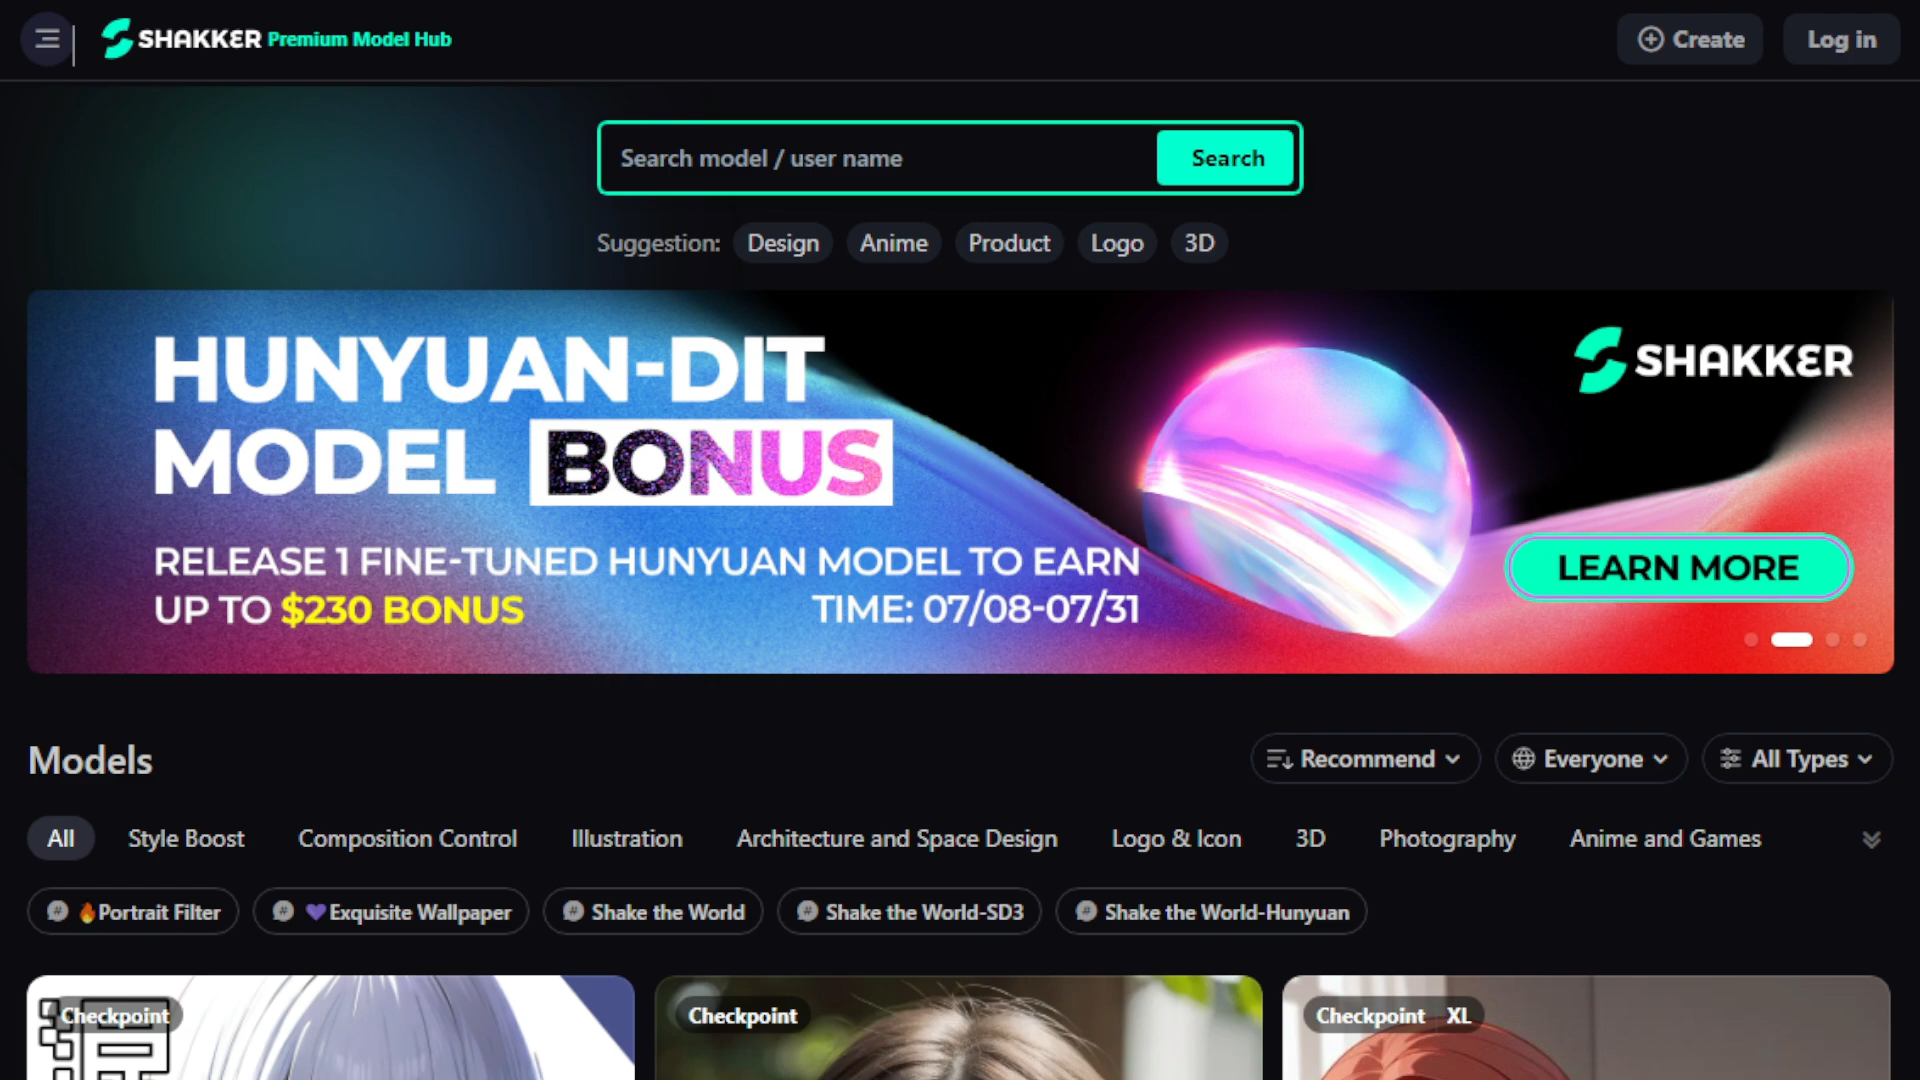 SHAKKER Premium Model Hub
Create
Log in
Search model / user name
Search
Suggestion: Design Anime Product Logo 3D
HUNYUAN-DIT
MODEL BONUS
RELEASE 1 FINE-TUNED HUNYUAN MODEL TO EARN
UP TO $230 BONUS
TIME: 07/08-07/31
SHAKKER
LEARN MORE
Models
Recommend
Everyone
All Types
All Style Boost Composition Control Illustration Architecture and Space Design Logo & Icon 3D Photography Anime and Games
Portrait Filter
Exquisite Wallpaper
Shake the World
Shake the World-SD3
Shake the World-Hunyuan
Checkpoint
Checkpoint
Checkpoint XL